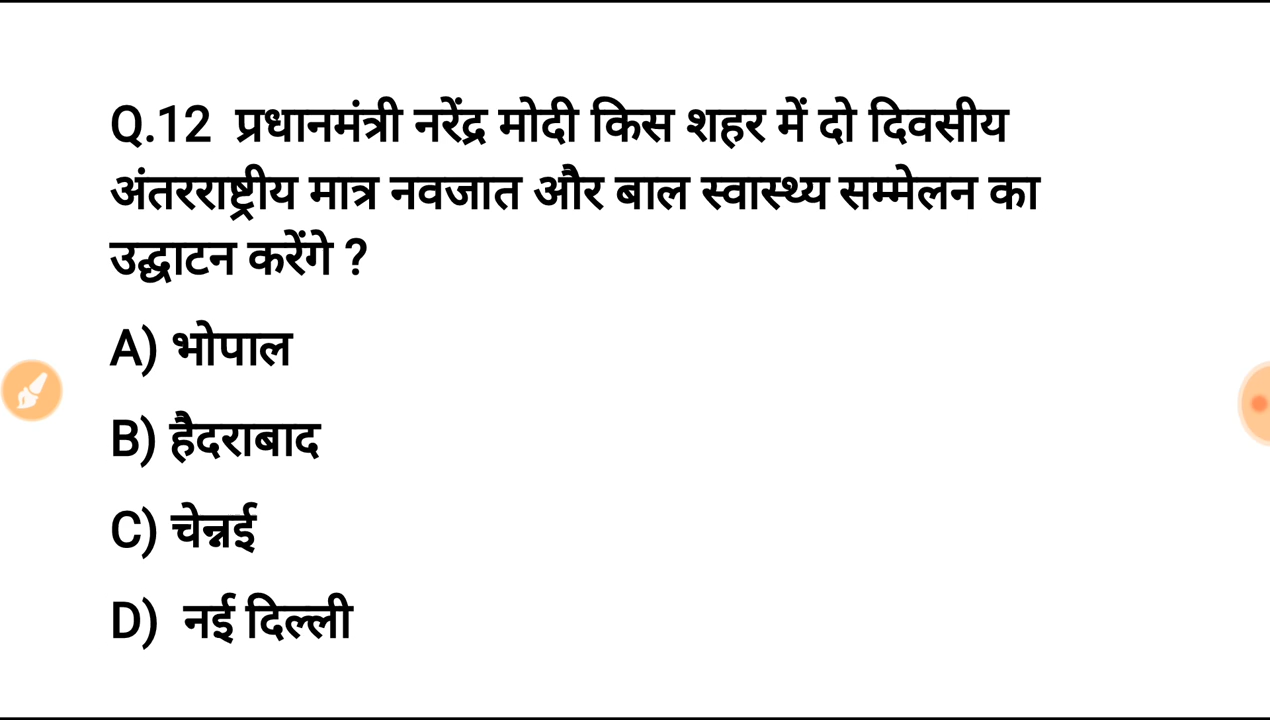 Q.12 प्रधानमंत्री नरेंद्र मोदी किस शहर में दो दिवसीय
अंतरराष्ट्रीय मात्र नवजात और बाल स्वास्थ्य सम्मेलन का
उद्घाटन करेंगे ?
A) भोपाल
B) हैदराबाद
C) चेन्नई
D) नई दिल्ली